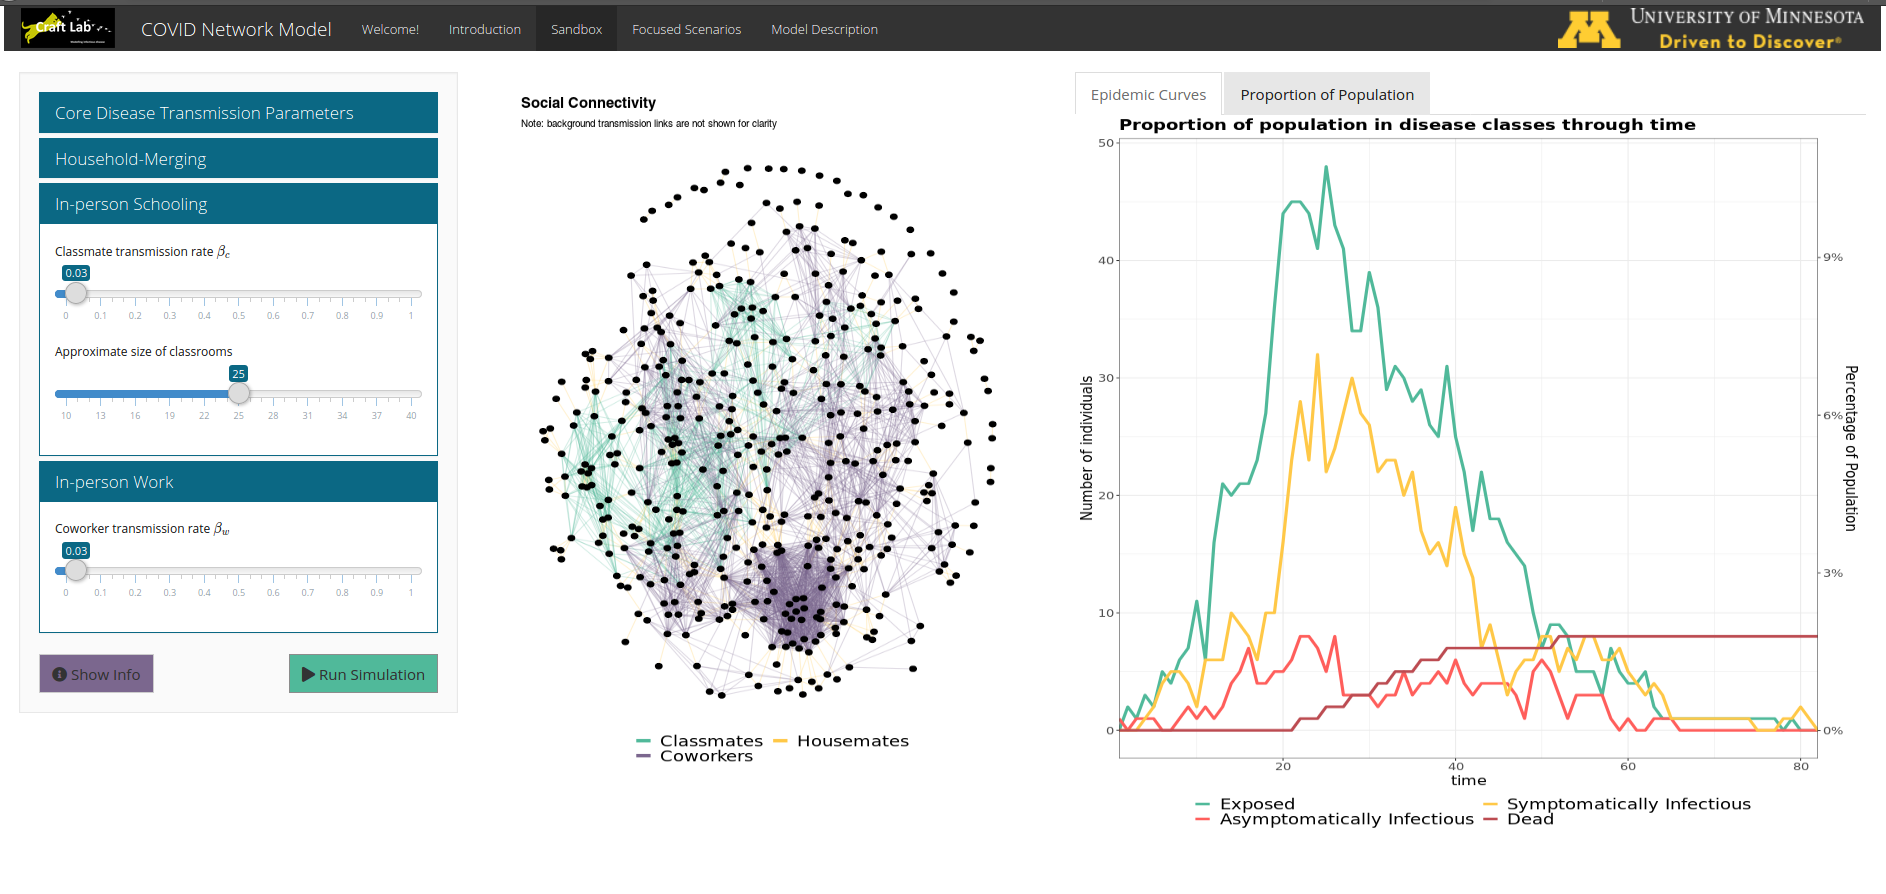 Craft Lab
COVID Network Model
Welcome!
Introduction
Sandbox
Focused Scenarios
Model Description
UNIVERSITY OF MINNESOTA
Driven to Discover®
Core Disease Transmission Parameters
Household-Merging
In-person Schooling
Classmate transmission rate βc
0.03
0 0.1 0.2 0.3 0.4 0.5 0.6 0.7 0.8 0.9 1
Approximate size of classrooms
25
10 13 16 19 22 25 28 31 34 37 40
In-person Work
Coworker transmission rate βw
0.03
0 0.1 0.2 0.3 0.4 0.5 0.6 0.7 0.8 0.9 1
Show Info
Run Simulation
Social Connectivity
Note: background transmission links are not shown for clarity
Classmates
Housemates
Coworkers
Epidemic Curves
Proportion of Population
Proportion of population in disease classes through time
Number of individuals
50
40
30
20
10
0
9%
6%
3%
0%
Percentage of Population
20 40 60 80
time
Exposed
Symptomatically Infectious
Asymptomatically Infectious
Dead